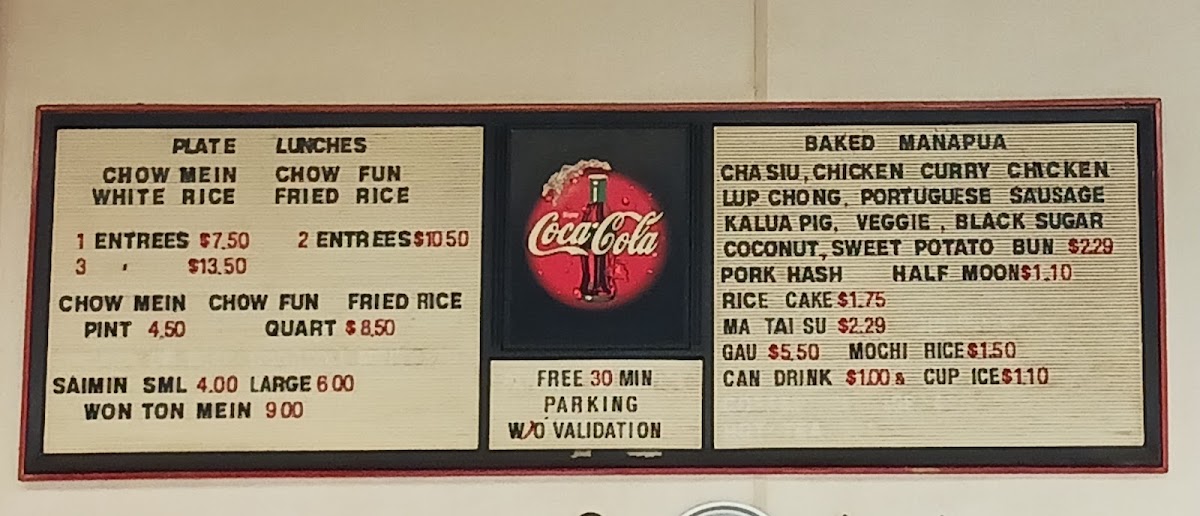 PLATE LUNCHES
CHOW MEIN CHOW FUN
WHITE RICE FRIED RICE
1 ENTREES $7.50 2 ENTREES $10 50
3 " $13.50
CHOW MEIN CHOW FUN FRIED RICE
PINT 4,50 QUART $ 8,50
SAIMIN SML 4.00 LARGE 6 00
WON TON MEIN 9 00
Enjoy
Coca-Cola
FREE 30 MIN
PARKING
W/O VALIDATION
BAKED MANAPUA
CHA SIU, CHICKEN CURRY CHICKEN
LUP CHONG, PORTUGUESE SAUSAGE
KALUA PIG, VEGGIE , BLACK SUGAR
COCONUT, SWEET POTATO BUN $2.29
PORK HASH HALF MOON $1.10
RICE CAKE $1.75
MA TAI SU $2.29
GAU $5.50 MOCHI RICE $1.50
CAN DRINK $1.00 & CUP ICE $1.10